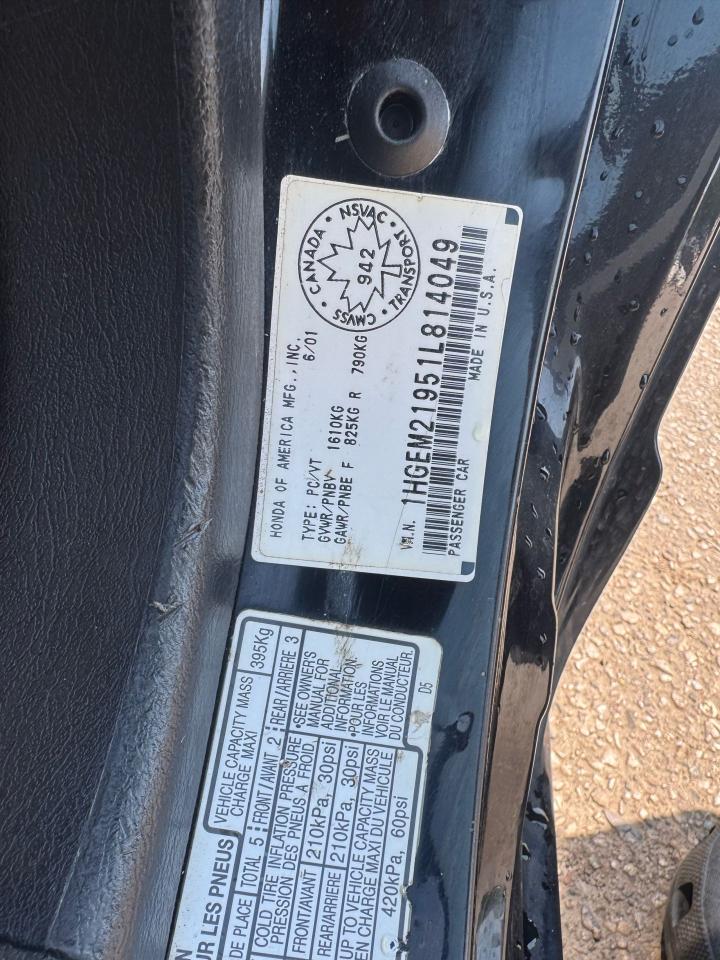 HONDA OF AMERICA MFG.,INC.
TYPE: PC/VT 6/01
GVWR/PNBV 1610KG
GAWR/PNBE F 825KG R 790KG
V.I.N. 1HGEM21951L814049
PASSENGER CAR MADE IN U.S.A.
CANADA • NSVAC • TRANSPORT • CMVSS •
942
UR LES PNEUS
VEHICLE CAPACITY MASS
CHARGE MAXI
395Kg
DE PLACE TOTAL 5 FRONT/AVANT 2 REAR/ARRIERE 3
COLD TIRE INFLATION PRESSURE
PRESSION DES PNEUS A FROID
FRONT/AVANT 210kPa, 30psi
REAR/ARRIERE 210kPa, 30psi
UP TO VEHICLE CAPACITY MASS
EN CHARGE MAXI DU VEHICULE
420kPa, 60psi
•SEE OWNER'S
MANUAL FOR
ADDITIONAL
INFORMATION
•POUR LES
INFORMATIONS
VOIR LE MANUAL
DU CONDUCTEUR.
D5